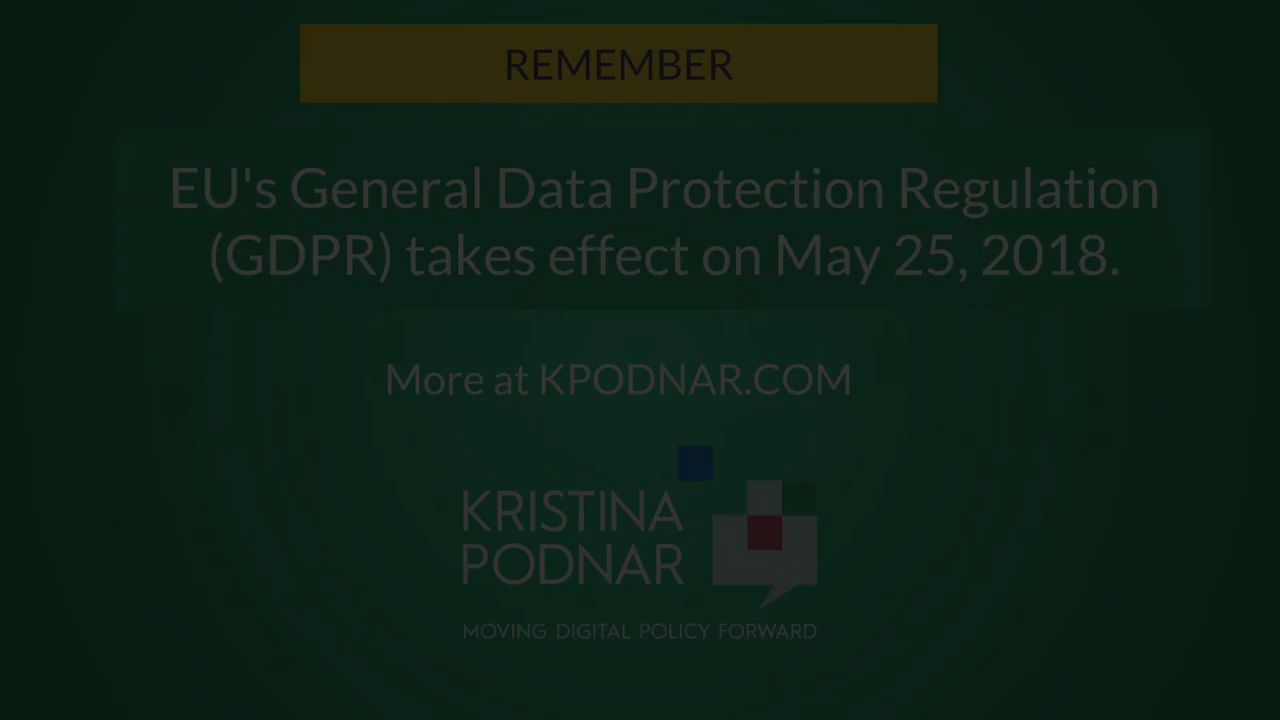 REMEMBER
EU's General Data Protection Regulation
(GDPR) takes effect on May 25, 2018.
More at KPODNAR.COM
KRISTINA
PODNAR
MOVING DIGITAL POLICY FORWARD